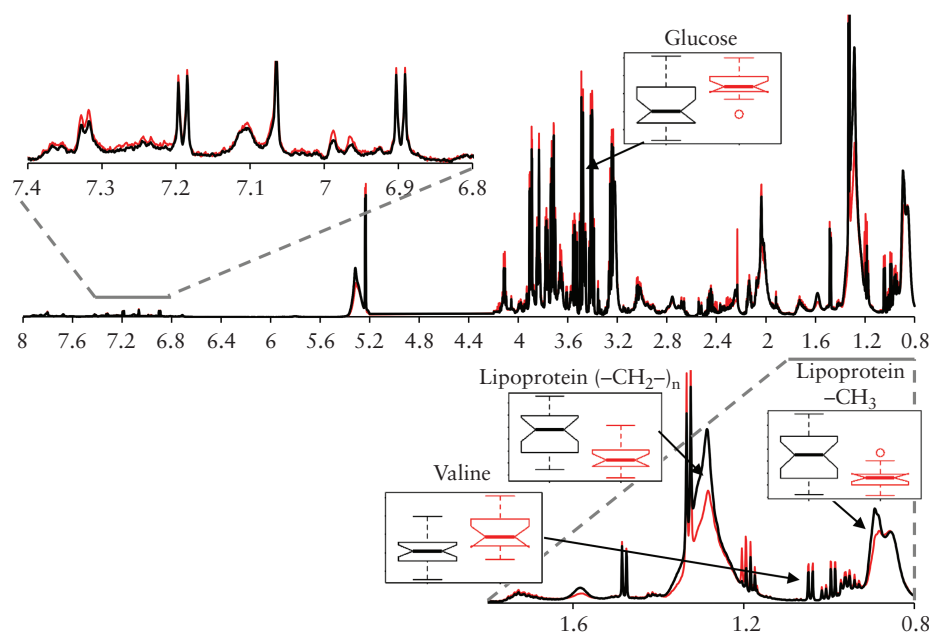 Glucose
7.4 7.3 7.2 7.1 7 6.9 6.8
8 7.6 7.2 6.8 6.4 6 5.6 5.2 4.8 4.4 4 3.6 3.2 2.8 2.4 2 1.6 1.2 0.8
Lipoprotein (–CH2–)n
Lipoprotein
–CH3
Valine
1.6 1.2 0.8